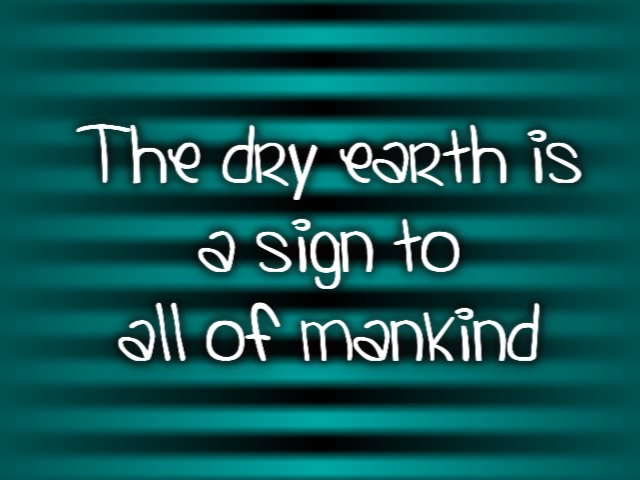 The dry earth is
a sign to
all of mankind